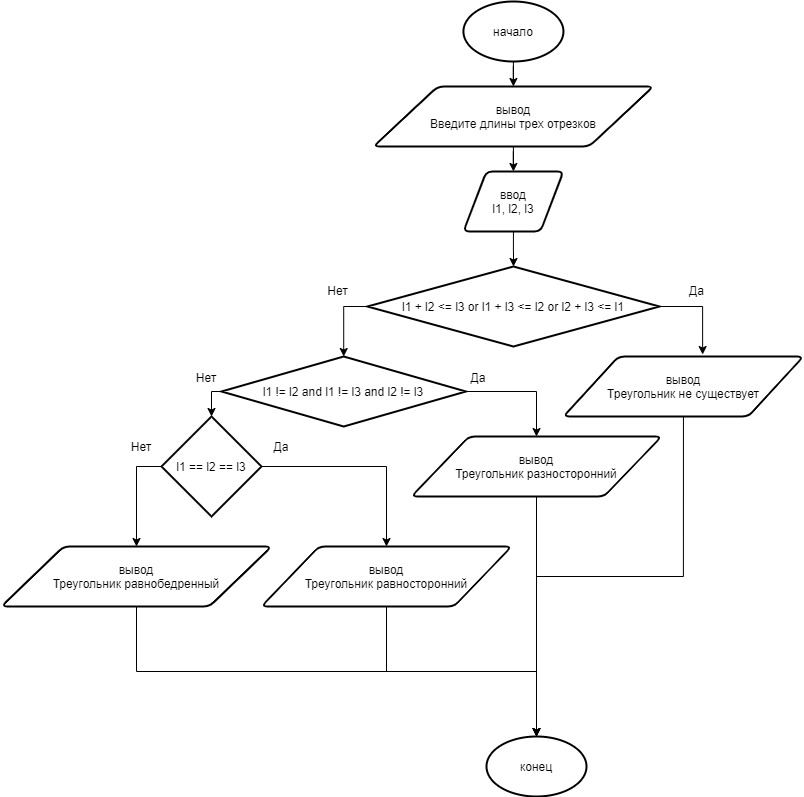 начало
вывод
Введите длины трех отрезков
ввод
l1, l2, l3
Нет
Да
l1 + l2 <= l3 or l1 + l3 <= l2 or l2 + l3 <= l1
вывод
Треугольник не существует
Нет
Да
l1 != l2 and l1 != l3 and l2 != l3
Нет
Да
l1 == l2 == l3
вывод
Треугольник разносторонний
вывод
Треугольник равнобедренный
вывод
Треугольник равносторонний
конец